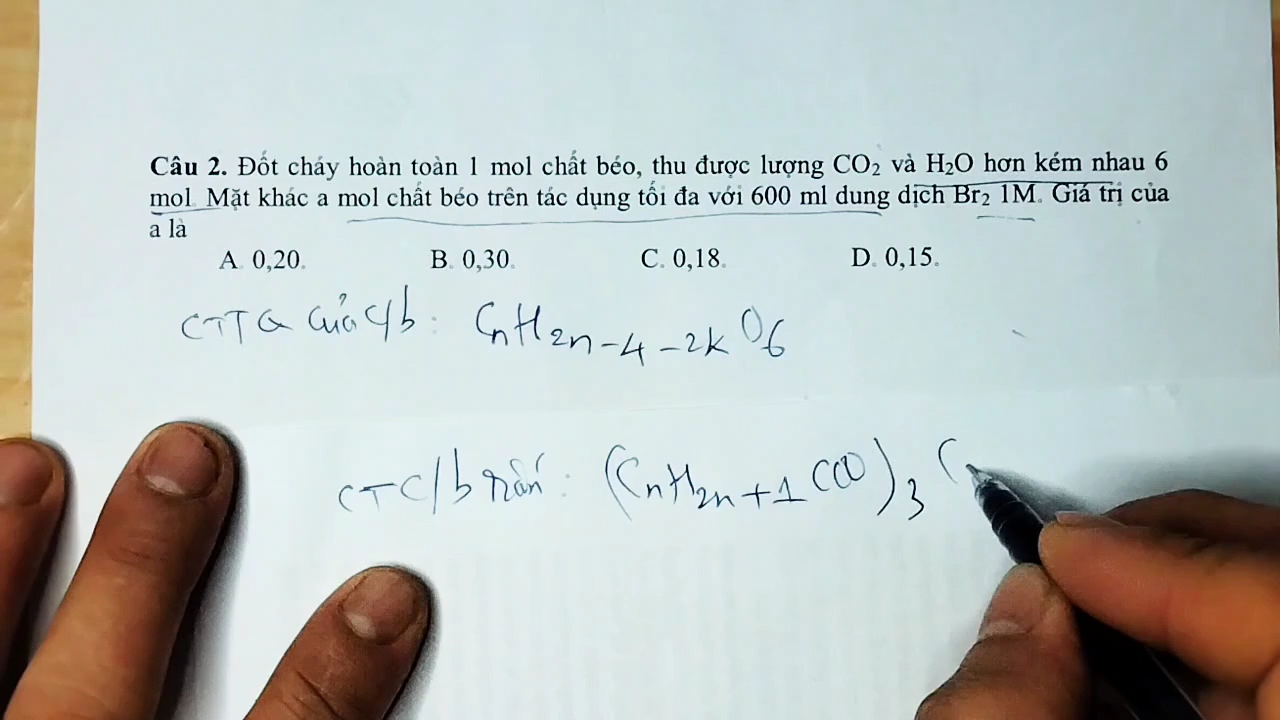 Câu 2. Đốt cháy hoàn toàn 1 mol chất béo, thu được lượng CO₂ và H₂O hơn kém nhau 6
mol. Mặt khác a mol chất béo trên tác dụng tối đa với 600 ml dung dịch Br₂ 1M. Giá trị của
a là
A. 0,20. B. 0,30. C. 0,18. D. 0,15.
CTTQ của c/b : CnH2n-4-2kO6
CT c/b rắn : (CnH2n+1COO)3 C